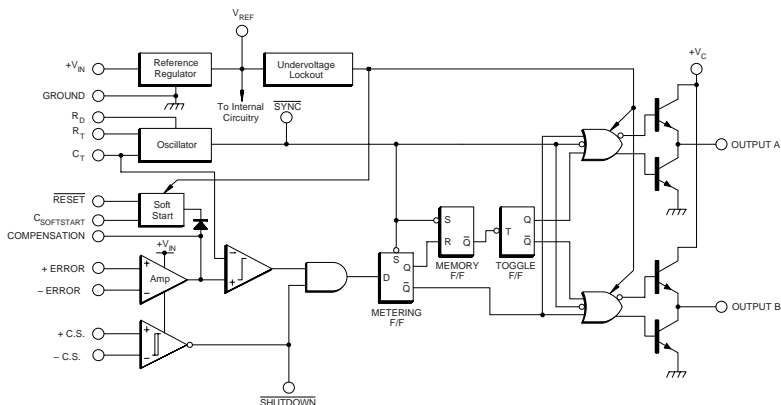 VREF
+VIN
Reference
Regulator
Undervoltage
Lockout
+VC
GROUND
To Internal
Circuitry
SYNC
RD
RT
Oscillator
CT
OUTPUT A
RESET
Soft
Start
CSOFTSTART
COMPENSATION
+VIN
+ ERROR
– ERROR
+
Amp
–
–
+
S
D
Q
Q
METERING
F/F
S
R
Q
MEMORY
F/F
T
Q
Q
TOGGLE
F/F
OUTPUT B
+ C.S.
– C.S.
+
–
SHUTDOWN